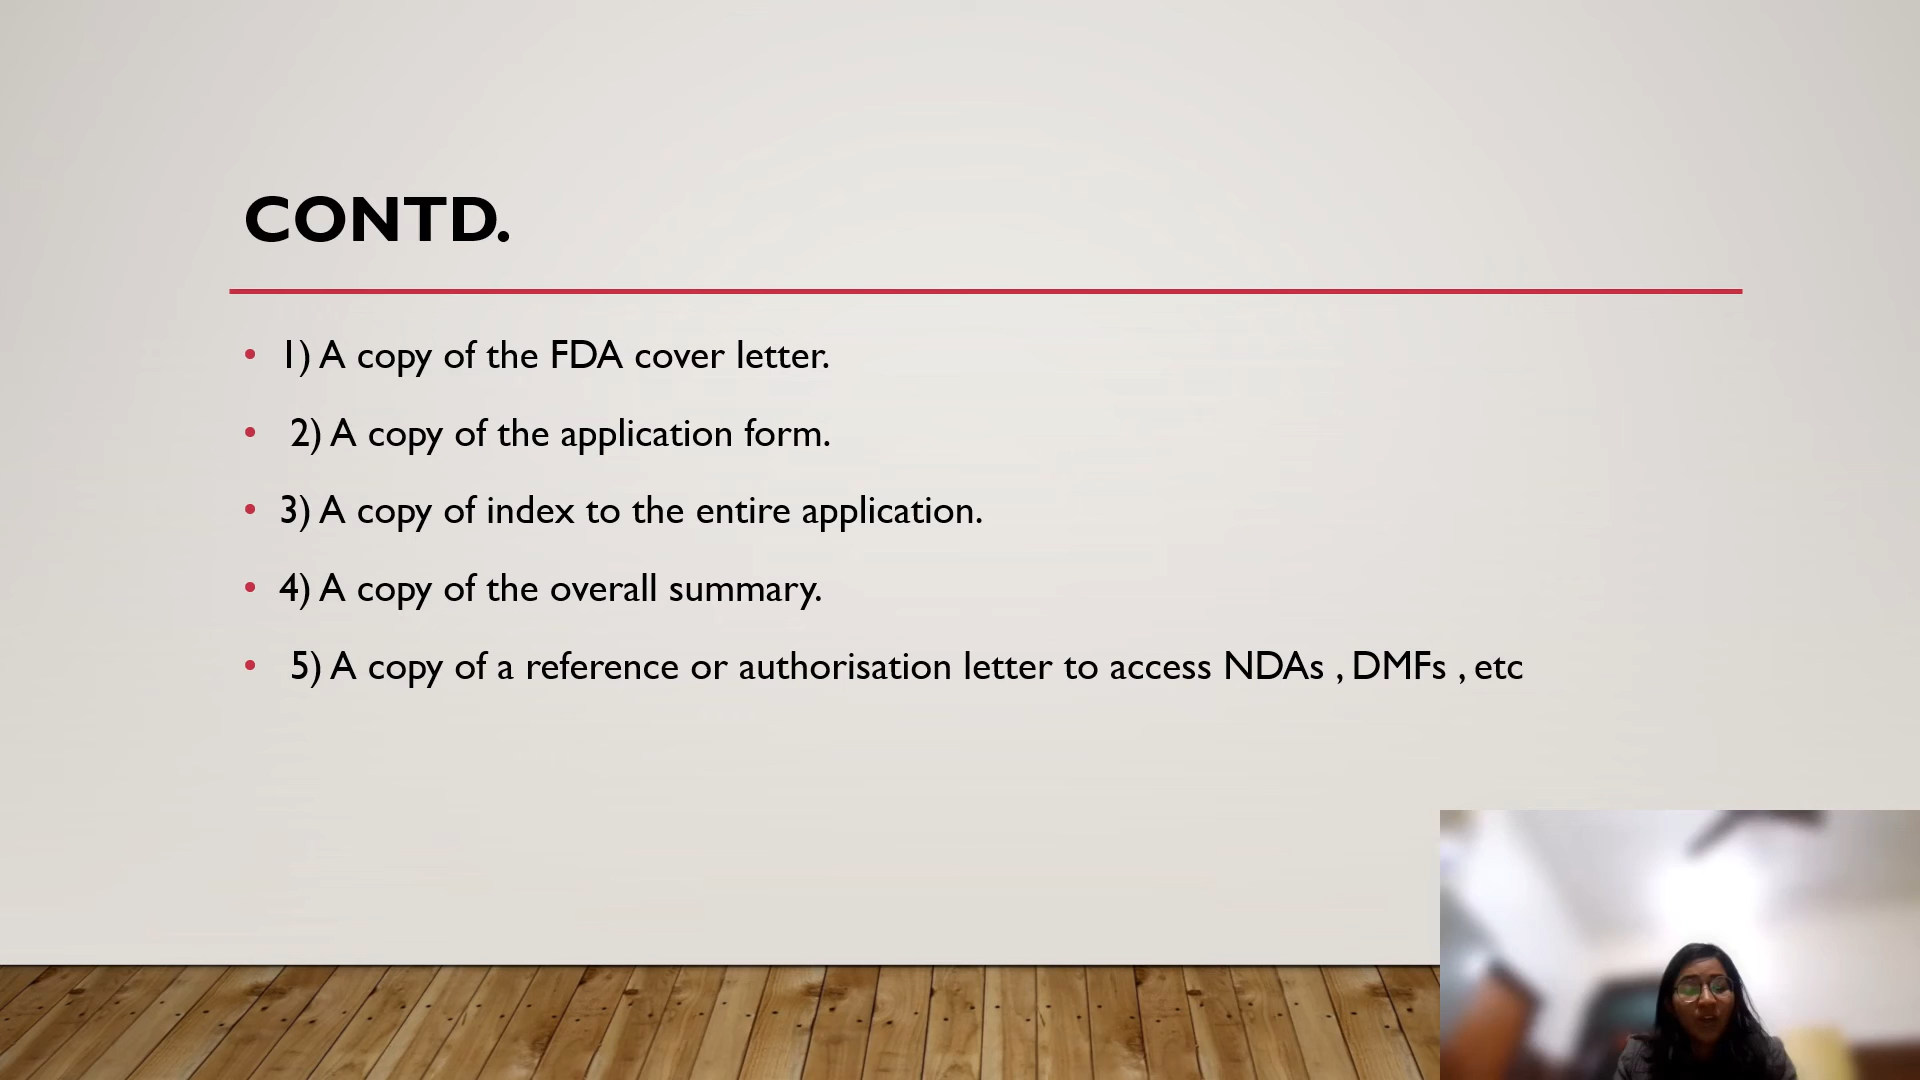 CONTD.
• 1) A copy of the FDA cover letter.
• 2) A copy of the application form.
• 3) A copy of index to the entire application.
• 4) A copy of the overall summary.
• 5) A copy of a reference or authorisation letter to access NDAs , DMFs , etc